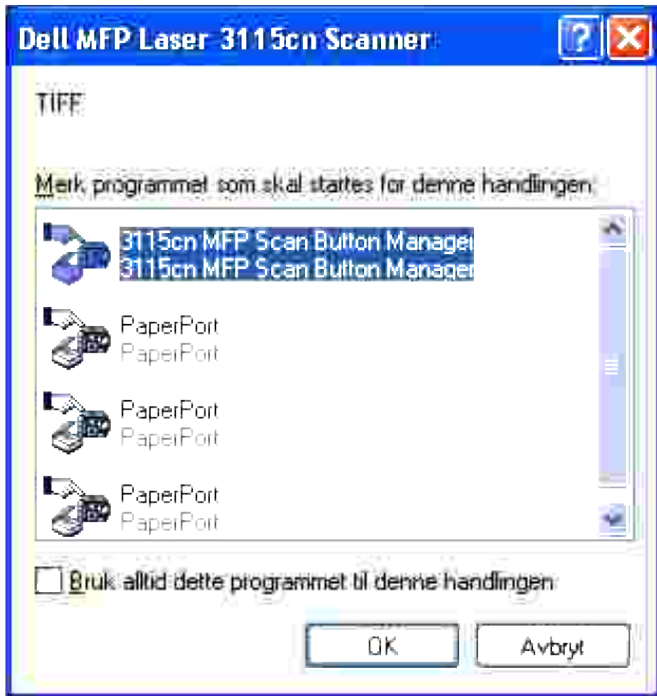 Dell MFP Laser 3115cn Scanner
TIFF
Merk programmet som skal startes for denne handlingen:
3115cn MFP Scan Button Manager
3115cn MFP Scan Button Manager
PaperPort
PaperPort
PaperPort
PaperPort
PaperPort
PaperPort
Bruk alltid dette programmet til denne handlingen
OK
Avbryt